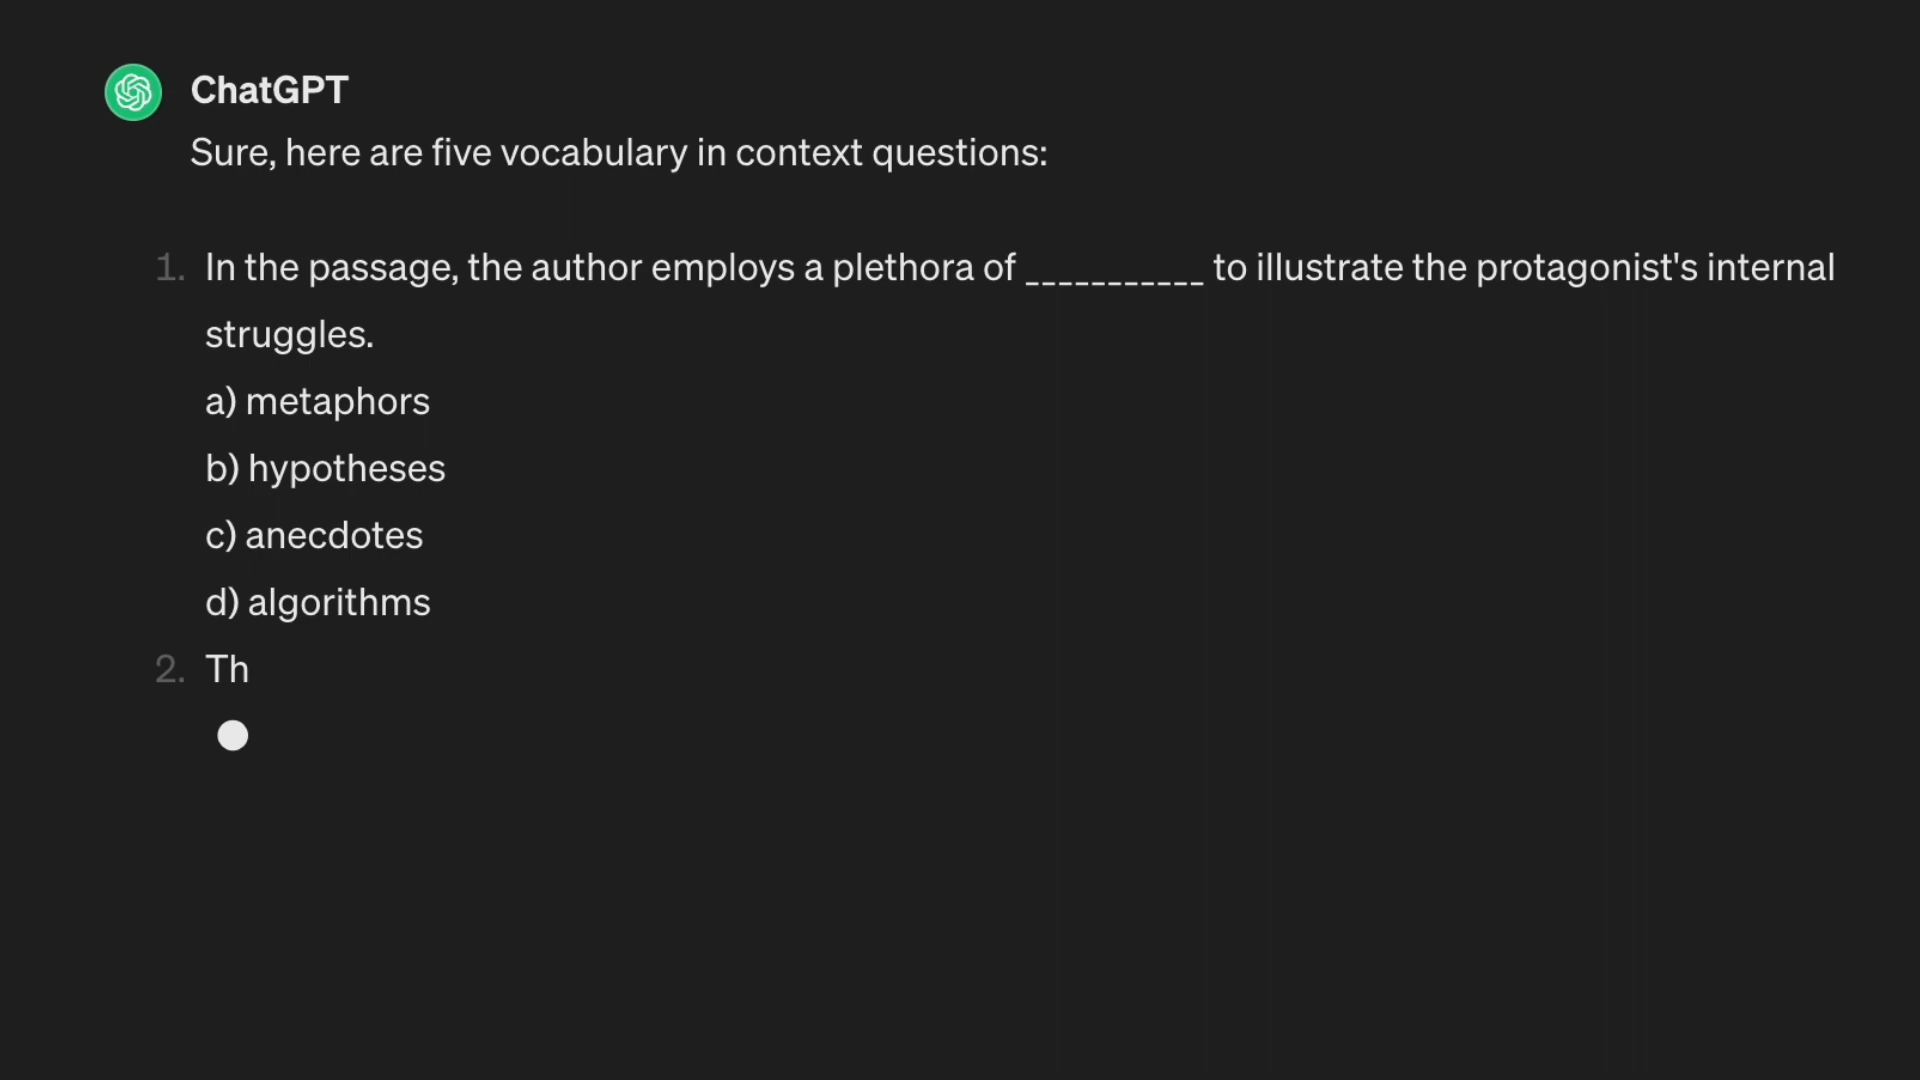 ChatGPT
Sure, here are five vocabulary in context questions:
1. In the passage, the author employs a plethora of ___________ to illustrate the protagonist's internal
struggles.
a) metaphors
b) hypotheses
c) anecdotes
d) algorithms
2. Th